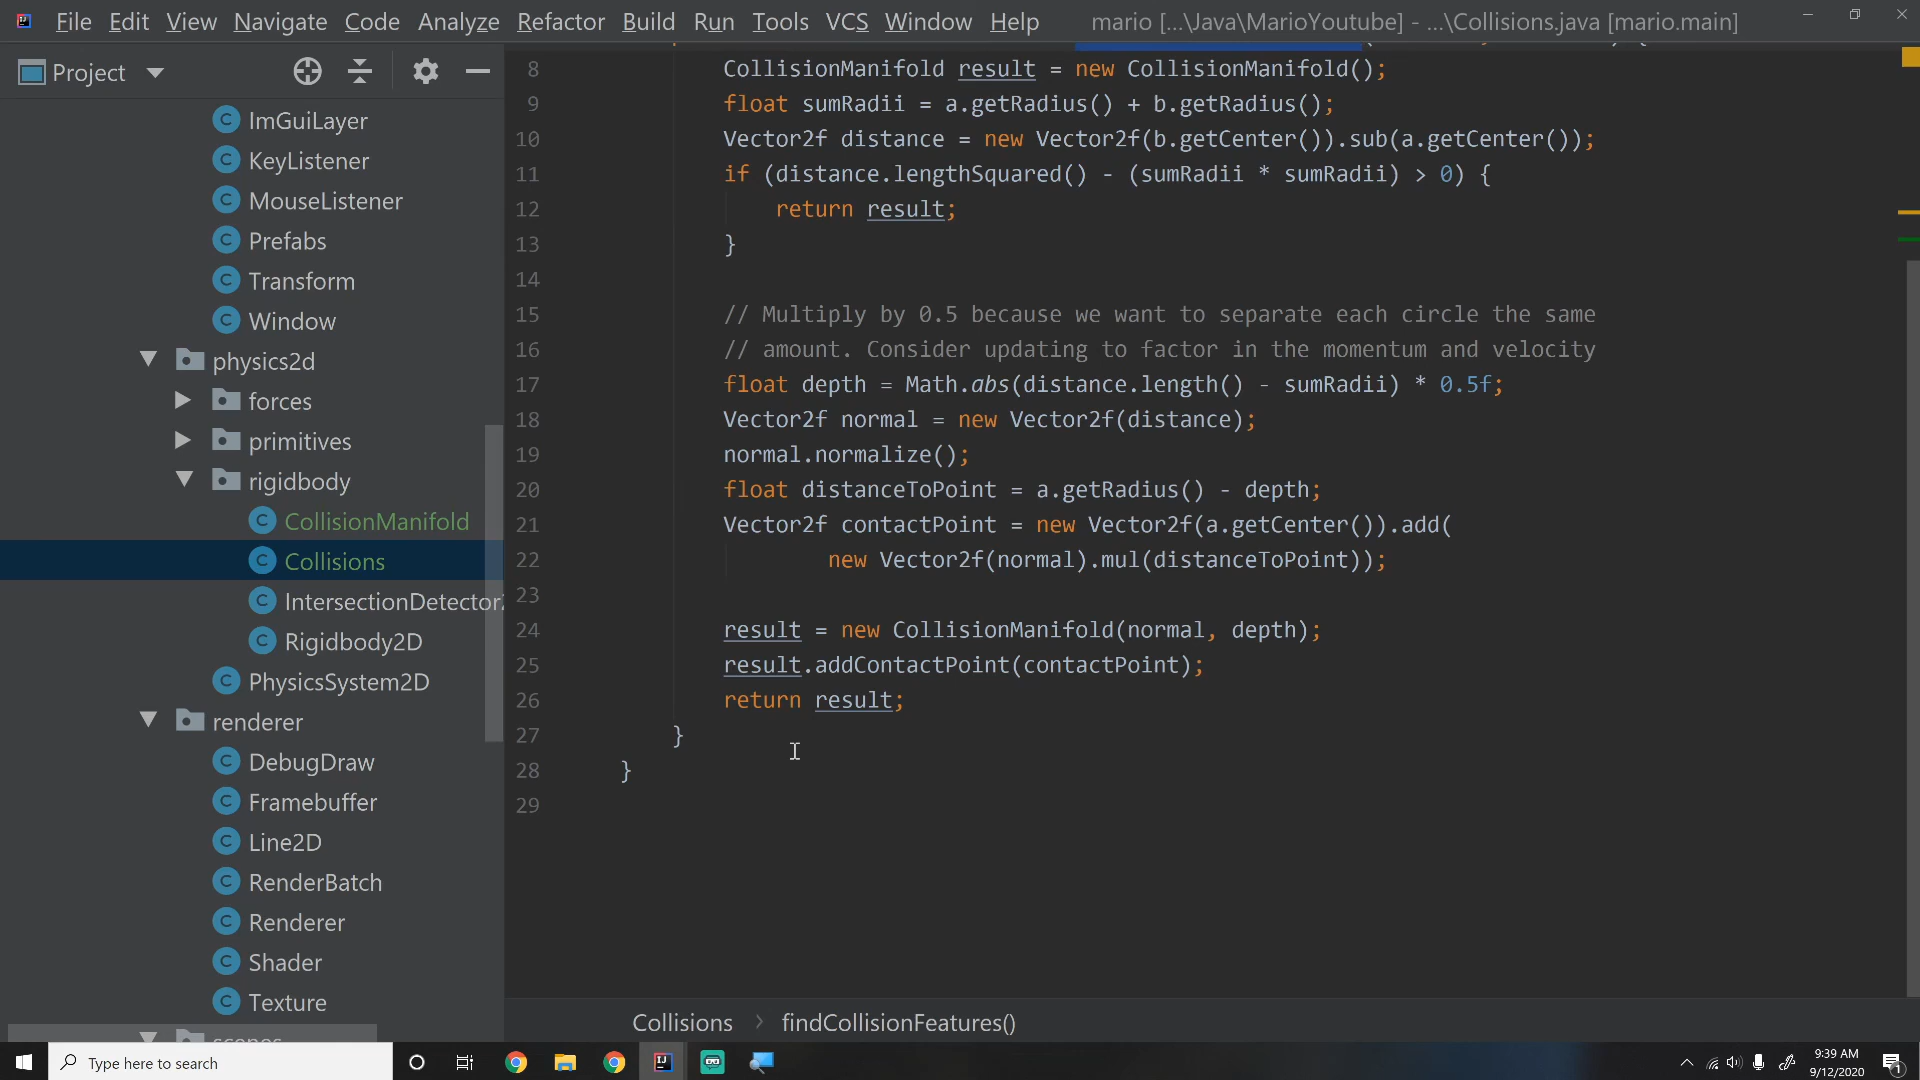 File Edit View Navigate Code Analyze Refactor Build Run Tools VCS Window Help mario [...\Java\MarioYoutube] - ...\Collisions.java [mario.main]
Project
ImGuiLayer
KeyListener
MouseListener
Prefabs
Transform
Window
physics2d
forces
primitives
rigidbody
CollisionManifold
Collisions
IntersectionDetector
Rigidbody2D
PhysicsSystem2D
renderer
DebugDraw
Framebuffer
Line2D
RenderBatch
Renderer
Shader
Texture
scenes
8 CollisionManifold result = new CollisionManifold();
9 float sumRadii = a.getRadius() + b.getRadius();
10 Vector2f distance = new Vector2f(b.getCenter()).sub(a.getCenter());
11 if (distance.lengthSquared() - (sumRadii * sumRadii) > 0) {
12 return result;
13 }
14
15 // Multiply by 0.5 because we want to separate each circle the same
16 // amount. Consider updating to factor in the momentum and velocity
17 float depth = Math.abs(distance.length() - sumRadii) * 0.5f;
18 Vector2f normal = new Vector2f(distance);
19 normal.normalize();
20 float distanceToPoint = a.getRadius() - depth;
21 Vector2f contactPoint = new Vector2f(a.getCenter()).add(
22 new Vector2f(normal).mul(distanceToPoint));
23
24 result = new CollisionManifold(normal, depth);
25 result.addContactPoint(contactPoint);
26 return result;
27 }
28 }
29
Collisions > findCollisionFeatures()
Type here to search
9:39 AM
9/12/2020
1